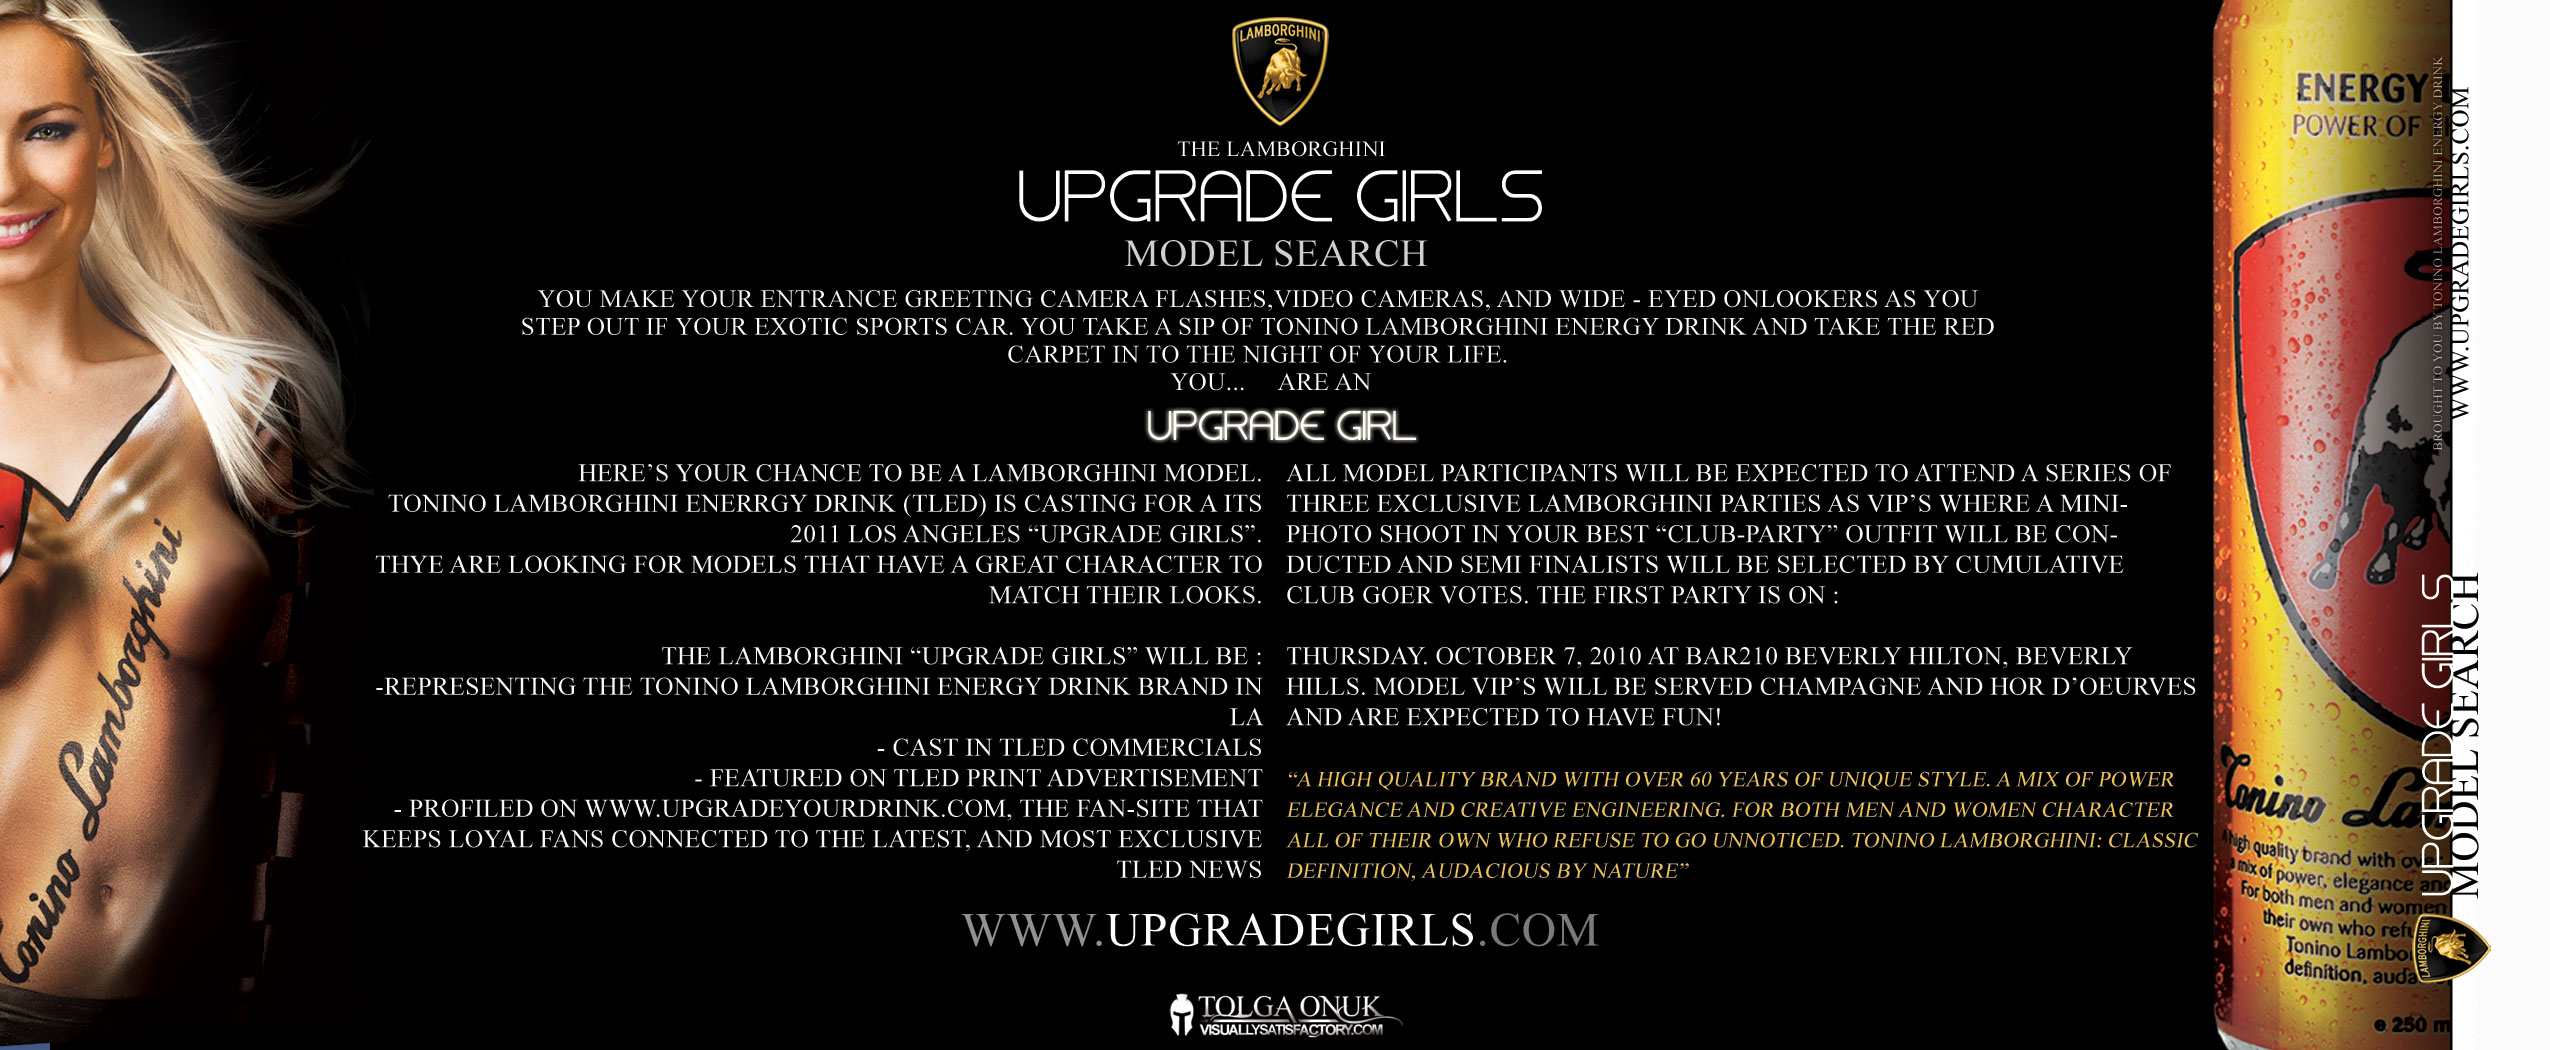 LAMBORGHINI
THE LAMBORGHINI
UPGRADE GIRLS
MODEL SEARCH
YOU MAKE YOUR ENTRANCE GREETING CAMERA FLASHES,VIDEO CAMERAS, AND WIDE - EYED ONLOOKERS AS YOU
STEP OUT IF YOUR EXOTIC SPORTS CAR. YOU TAKE A SIP OF TONINO LAMBORGHINI ENERGY DRINK AND TAKE THE RED
CARPET IN TO THE NIGHT OF YOUR LIFE.
YOU... ARE AN
UPGRADE GIRL
HERE'S YOUR CHANCE TO BE A LAMBORGHINI MODEL.
TONINO LAMBORGHINI ENERRGY DRINK (TLED) IS CASTING FOR A ITS
2011 LOS ANGELES “UPGRADE GIRLS”.
THYE ARE LOOKING FOR MODELS THAT HAVE A GREAT CHARACTER TO
MATCH THEIR LOOKS.
THE LAMBORGHINI “UPGRADE GIRLS” WILL BE :
-REPRESENTING THE TONINO LAMBORGHINI ENERGY DRINK BRAND IN
LA
- CAST IN TLED COMMERCIALS
- FEATURED ON TLED PRINT ADVERTISEMENT
- PROFILED ON WWW.UPGRADEYOURDRINK.COM, THE FAN-SITE THAT
KEEPS LOYAL FANS CONNECTED TO THE LATEST, AND MOST EXCLUSIVE
TLED NEWS
ALL MODEL PARTICIPANTS WILL BE EXPECTED TO ATTEND A SERIES OF
THREE EXCLUSIVE LAMBORGHINI PARTIES AS VIP'S WHERE A MINI-
PHOTO SHOOT IN YOUR BEST “CLUB-PARTY” OUTFIT WILL BE CON-
DUCTED AND SEMI FINALISTS WILL BE SELECTED BY CUMULATIVE
CLUB GOER VOTES. THE FIRST PARTY IS ON :
THURSDAY. OCTOBER 7, 2010 AT BAR210 BEVERLY HILTON, BEVERLY
HILLS. MODEL VIP'S WILL BE SERVED CHAMPAGNE AND HOR D'OEURVES
AND ARE EXPECTED TO HAVE FUN!
“A HIGH QUALITY BRAND WITH OVER 60 YEARS OF UNIQUE STYLE. A MIX OF POWER
ELEGANCE AND CREATIVE ENGINEERING. FOR BOTH MEN AND WOMEN CHARACTER
ALL OF THEIR OWN WHO REFUSE TO GO UNNOTICED. TONINO LAMBORGHINI: CLASSIC
DEFINITION, AUDACIOUS BY NATURE”
WWW.UPGRADEGIRLS.COM
TOLGA ONUK
VISUALLYSATISFACTORY.COM
Tonino Lamborghini
ENERGY
POWER OF
Tonino La
A high quality brand with over
a mix of power, elegance and
For both men and women
their own who refu
Tonino Lambo
definition, auda
e 250 m
BROUGHT TO YOU BY TONINO LAMBORGHINI ENERGY DRINK
WWW.UPGRADEGIRLS.COM
UPGRADE GIRLS
MODEL SEARCH
LAMBORGHINI